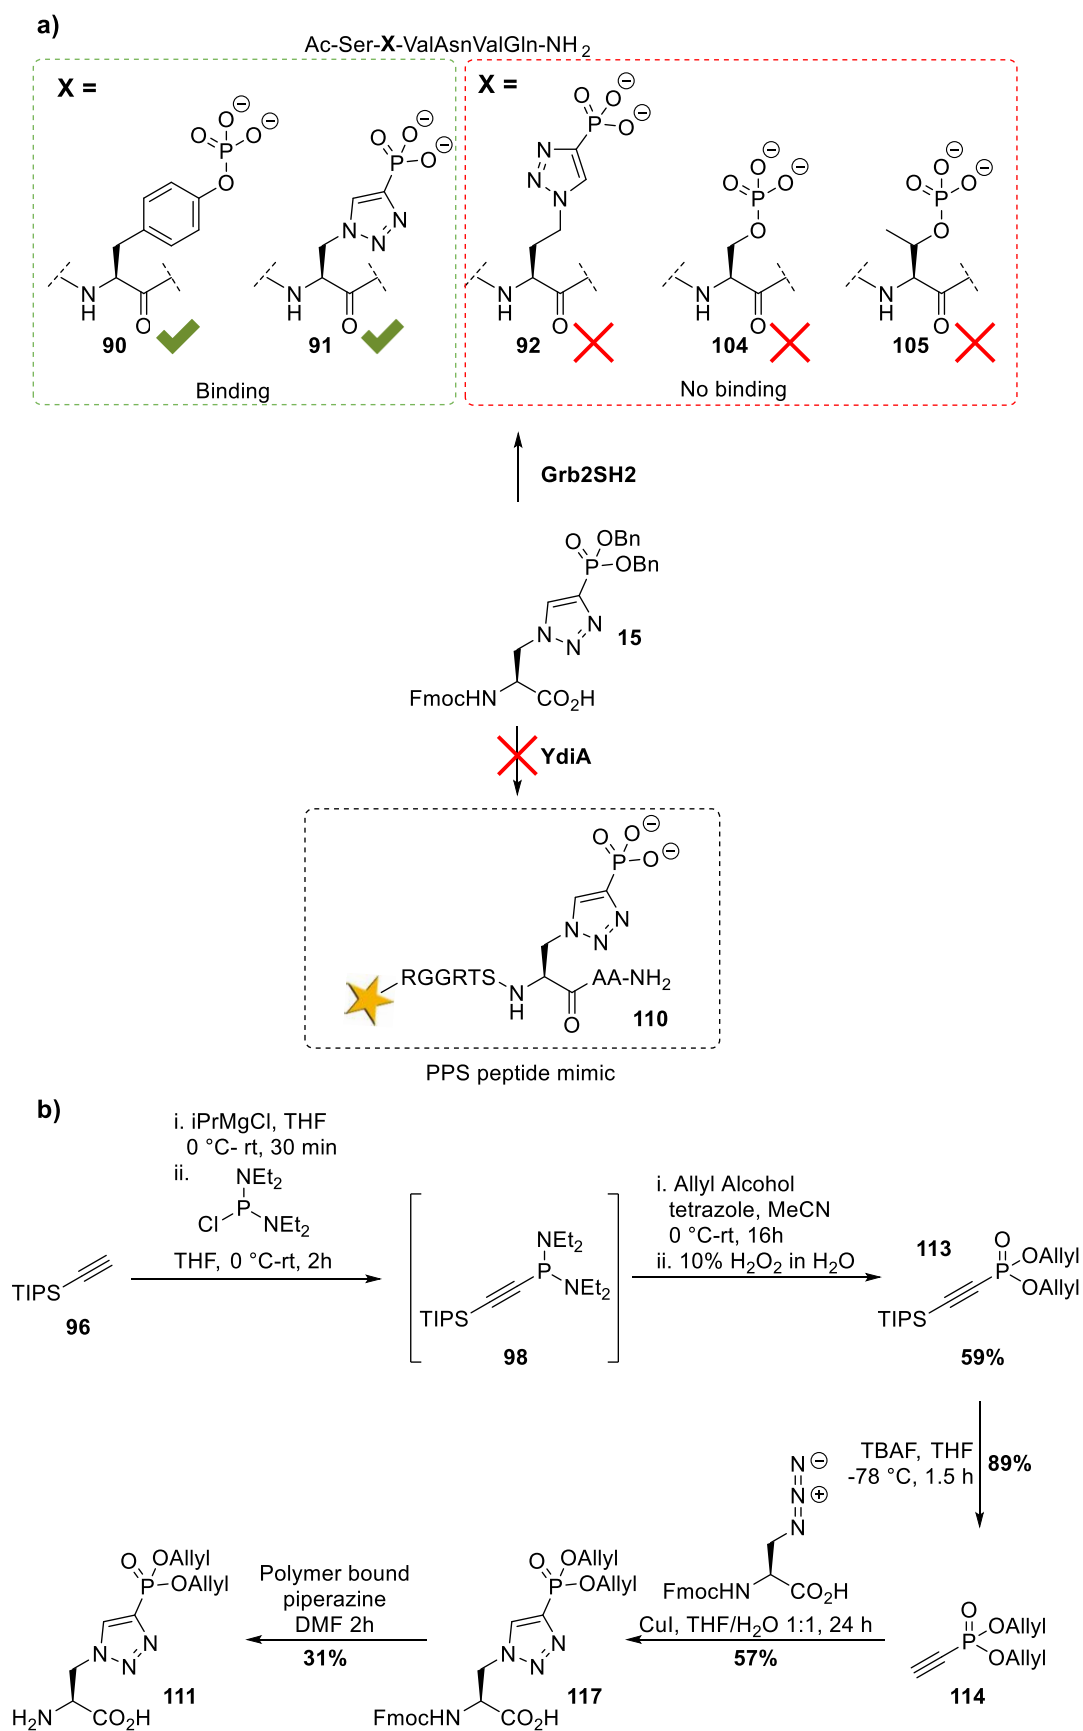 a)
Ac-Ser-X-ValAsnValGln-NH2
X =
X =
O
O
P
O
O
N
H
O
90
O
O
P
O
N
N
N
N
H
O
91
O
O
P
O
N
N
N
N
H
O
92
O
O
P
O
O
N
H
O
104
O
O
P
O
O
N
H
O
105
Binding
No binding
Grb2SH2
O
OBn
P
OBn
N
N
N
15
FmocHN
CO2H
YdiA
O
O
P
O
N
N
N
RGGRTS
N
H
O
AA-NH2
110
PPS peptide mimic
b)
i. iPrMgCl, THF
0 °C- rt, 30 min
ii.
NEt2
P
Cl
NEt2
THF, 0 °C-rt, 2h
TIPS
96
NEt2
P
NEt2
TIPS
98
i. Allyl Alcohol
tetrazole, MeCN
0 °C-rt, 16h
ii. 10% H2O2 in H2O
113
O
OAllyl
P
OAllyl
TIPS
59%
TBAF, THF
-78 °C, 1.5 h
89%
N
N
N
FmocHN
CO2H
CuI, THF/H2O 1:1, 24 h
57%
O
OAllyl
P
OAllyl
114
O
OAllyl
P
OAllyl
N
N
N
117
FmocHN
CO2H
Polymer bound
piperazine
DMF 2h
31%
O
OAllyl
P
OAllyl
N
N
N
111
H2N
CO2H